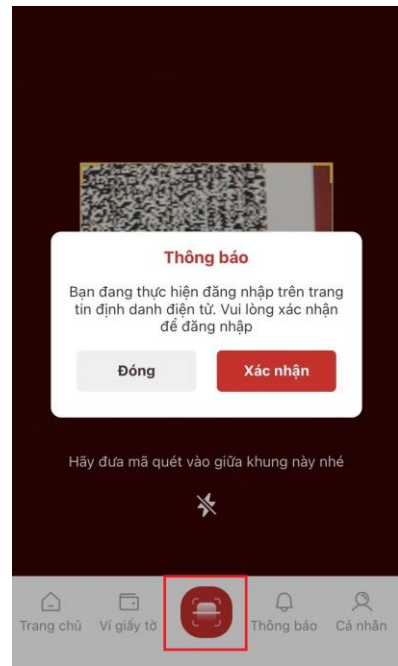 Thông báo
Bạn đang thực hiện đăng nhập trên trang
tin định danh điện tử. Vui lòng xác nhận
để đăng nhập
Đóng
Xác nhận
Hãy đưa mã quét vào giữa khung này nhé
Trang chủ
Ví giấy tờ
Thông báo
Cá nhân